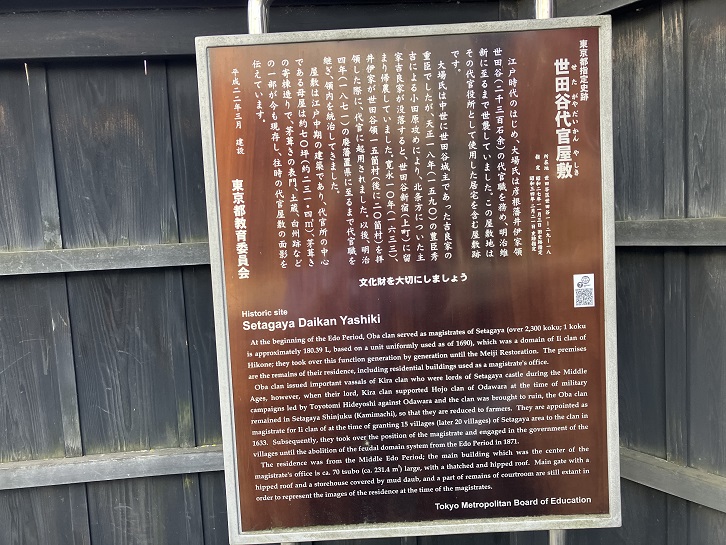 東京都指定史跡
世田谷代官屋敷
せたがやだいかんやしき
江戸時代のはじめ、大場氏は彦根藩井伊家領
世田谷(二千三百石余)の代官職を務め、明治維
新に至るまで世襲していました。この屋敷地は
その代官役所として使用した居宅を含む屋敷跡
です。
大場氏は中世に世田谷城主であった吉良家の
重臣でしたが、天正一八年(一五九〇)の豊臣秀
吉による小田原攻めにより、北条方についた主
家吉良家が没落すると、世田谷新宿(上町)に留
まり帰農していました。寛永一〇年(一六三三)、
井伊家が世田谷領一五箇村(後に二〇箇村)を拝
領した際に、代官に起用されました。以後、明治
四年(一八七一)の廃藩置県に至るまで代官職を
継ぎ、領内を統治してきました。
屋敷は江戸中期の建築であり、代官所の中心
である母屋は約七〇坪(約二三一・四㎡)、茅葺き
の寄棟造りで、茅葺きの表門、土蔵、白州跡など
の一部が今も現存し、往時の代官屋敷の面影を
伝えています。
平成二二年三月 建設
東京都教育委員会
文化財を大切にしましょう
Historic site
Setagaya Daikan Yashiki
At the beginning of the Edo Period, Oba clan served as magistrates of Setagaya (over 2,300 koku; 1 koku
is approximately 180.39 L, based on a unit uniformly used as of 1690), which was a domain of Ii clan of
Hikone; they took over this function generation by generation until the Meiji Restoration. The premises
are the remains of their residence, including residential buildings used as a magistrate's office.
Oba clan issued important vassals of Kira clan who were lords of Setagaya castle during the Middle
Ages, however, when their lord, Kira clan supported Hojo clan of Odawara at the time of military
campaigns led by Toyotomi Hideyoshi against Odawara and the clan was brought to ruin, the Oba clan
remained in Setagaya Shinjuku (Kamimachi), so that they are reduced to farmers. They are appointed as
magistrate for Ii clan of at the time of granting 15 villages (later 20 villages) of Setagaya area to the clan in
1633. Subsequently, they took over the position of the magistrate and engaged in the government of the
villages until the abolition of the feudal domain system from the Edo Period in 1871.
The residence was from the Middle Edo Period; the main building which was the center of the
magistrate's office is ca. 70 tsubo (ca. 231.4 ㎡) large, with a thatched and hipped roof. Main gate with a
hipped roof and a storehouse covered by mud daub, and a part of remains of courtroom are still extant in
order to represent the images of the residence at the time of the magistrates.
Tokyo Metropolitan Board of Education